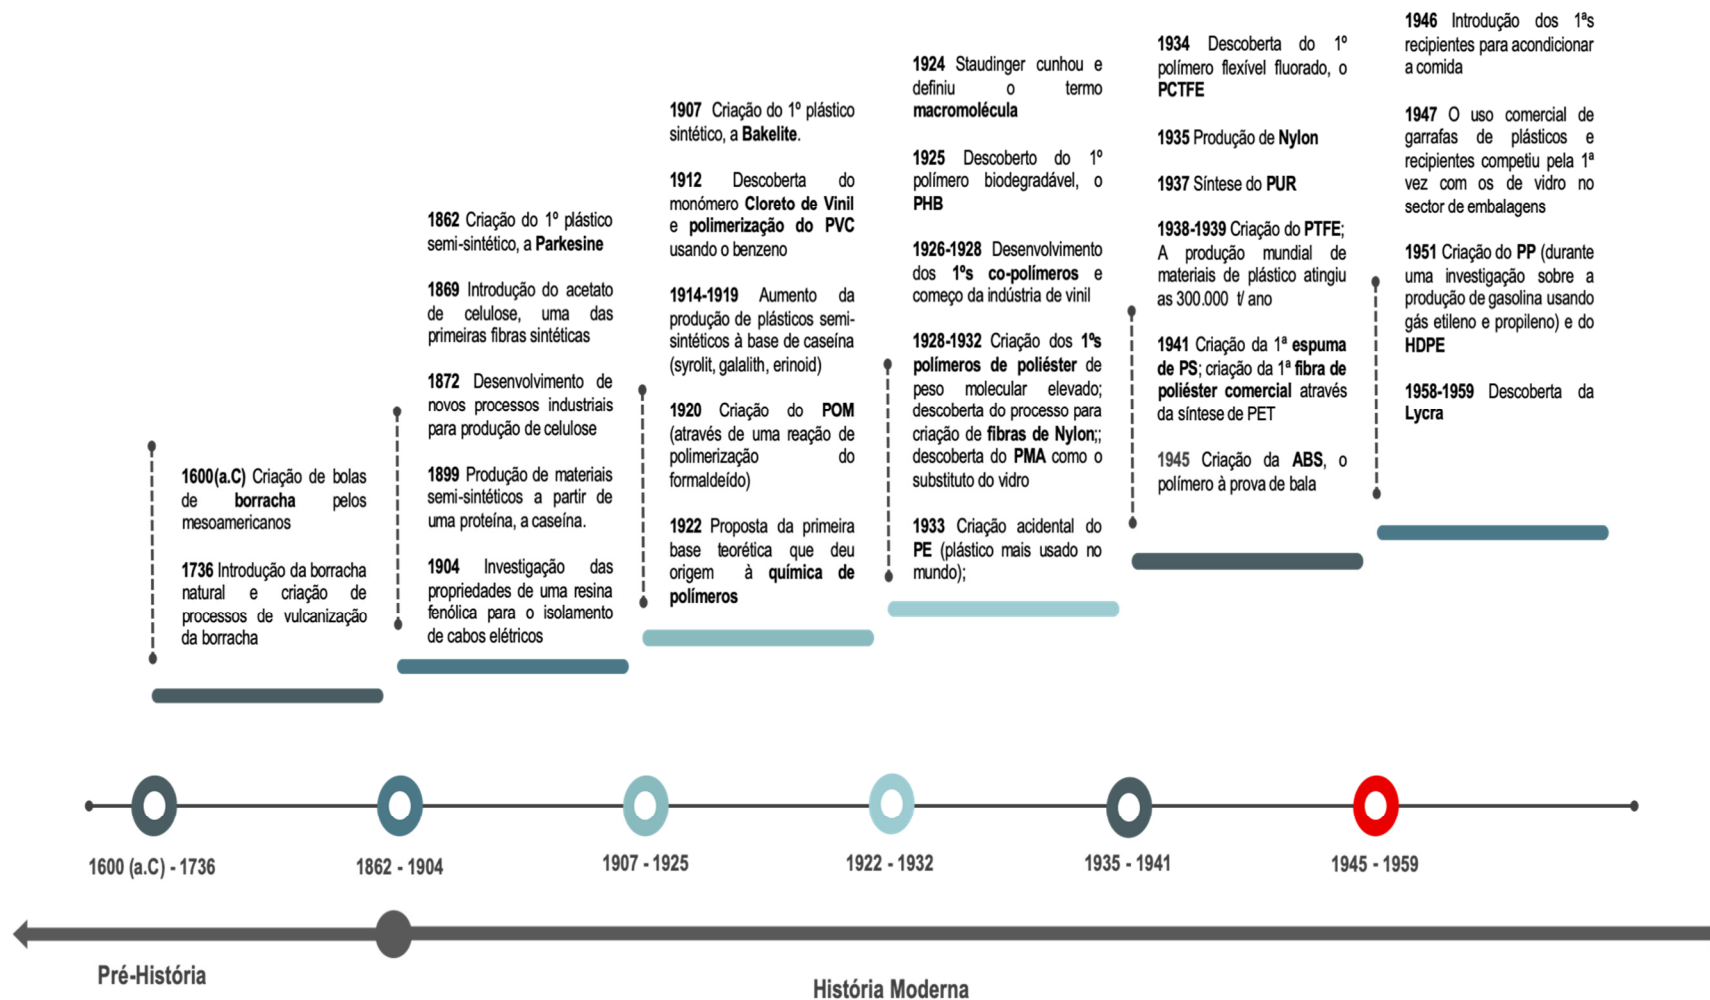 1600(a.C) Criação de bolas
de borracha pelos
mesoamericanos
1736 Introdução da borracha
natural e criação de
processos de vulcanização
da borracha
1862 Criação do 1º plástico
semi-sintético, a Parkesine
1869 Introdução do acetato
de celulose, uma das
primeiras fibras sintéticas
1872 Desenvolvimento de
novos processos industriais
para produção de celulose
1899 Produção de materiais
semi-sintéticos a partir de
uma proteína, a caseína.
1904 Investigação das
propriedades de uma resina
fenólica para o isolamento
de cabos elétricos
1907 Criação do 1º plástico
sintético, a Bakelite.
1912 Descoberta do
monómero Cloreto de Vinil
e polimerização do PVC
usando o benzeno
1914-1919 Aumento da
produção de plásticos semi-
sintéticos à base de caseína
(syrolit, galalith, erinoid)
1920 Criação do POM
(através de uma reação de
polimerização do
formaldeído)
1922 Proposta da primeira
base teorética que deu
origem à química de
polímeros
1924 Staudinger cunhou e
definiu o termo
macromolécula
1925 Descoberto do 1º
polímero biodegradável, o
PHB
1926-1928 Desenvolvimento
dos 1ºs co-polímeros e
começo da indústria de vinil
1928-1932 Criação dos 1ºs
polímeros de poliéster de
peso molecular elevado;
descoberta do processo para
criação de fibras de Nylon;;
descoberta do PMA como o
substituto do vidro
1933 Criação acidental do
PE (plástico mais usado no
mundo);
1934 Descoberta do 1º
polímero flexível fluorado, o
PCTFE
1935 Produção de Nylon
1937 Síntese do PUR
1938-1939 Criação do PTFE;
A produção mundial de
materiais de plástico atingiu
as 300.000 t/ ano
1941 Criação da 1ª espuma
de PS; criação da 1ª fibra de
poliéster comercial através
da síntese de PET
1945 Criação da ABS, o
polímero à prova de bala
1946 Introdução dos 1ªs
recipientes para acondicionar
a comida
1947 O uso comercial de
garrafas de plásticos e
recipientes competiu pela 1ª
vez com os de vidro no
sector de embalagens
1951 Criação do PP (durante
uma investigação sobre a
produção de gasolina usando
gás etileno e propileno) e do
HDPE
1958-1959 Descoberta da
Lycra
1600 (a.C) - 1736
1862 - 1904
1907 - 1925
1922 - 1932
1935 - 1941
1945 - 1959
Pré-História
História Moderna